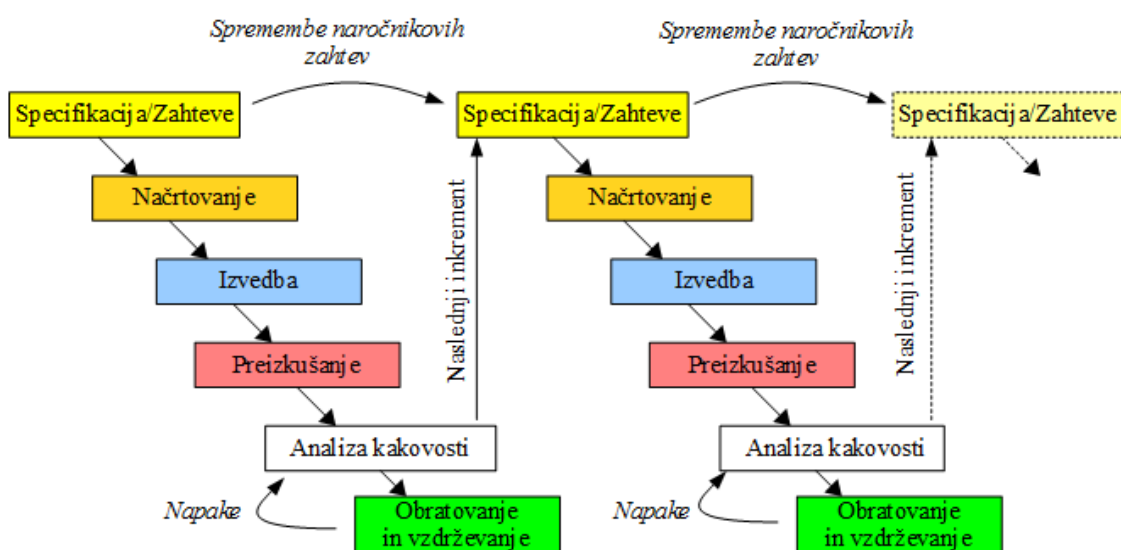 Spremembe naročnikovih
zahtev
Spremembe naročnikovih
zahtev
Specifikacija/Zahteve
Specifikacija/Zahteve
Specifikacija/Zahteve
Načrtovanje
Načrtovanje
Naslednji inkrement
Naslednji inkrement
Izvedba
Izvedba
Preizkušanje
Preizkušanje
Analiza kakovosti
Analiza kakovosti
Napake
Obratovanje
in vzdrževanje
Napake
Obratovanje
in vzdrževanje